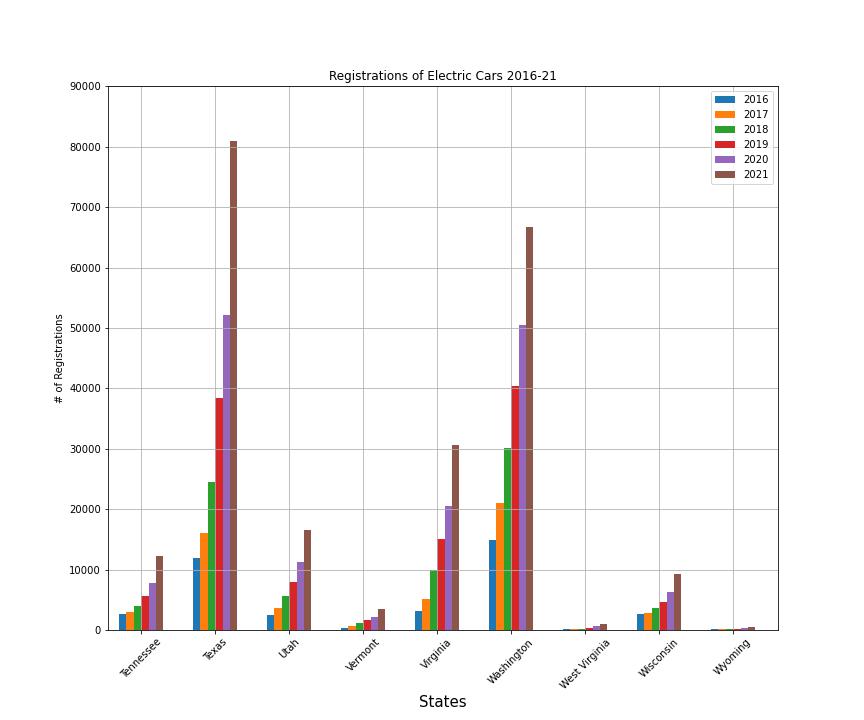 Registrations of Electric Cars 2016-21
90000
80000
70000
60000
50000
40000
30000
20000
10000
0
# of Registrations
2016
2017
2018
2019
2020
2021
Tennessee
Texas
Utah
Vermont
Virginia
Washington
West Virginia
Wisconsin
Wyoming
States